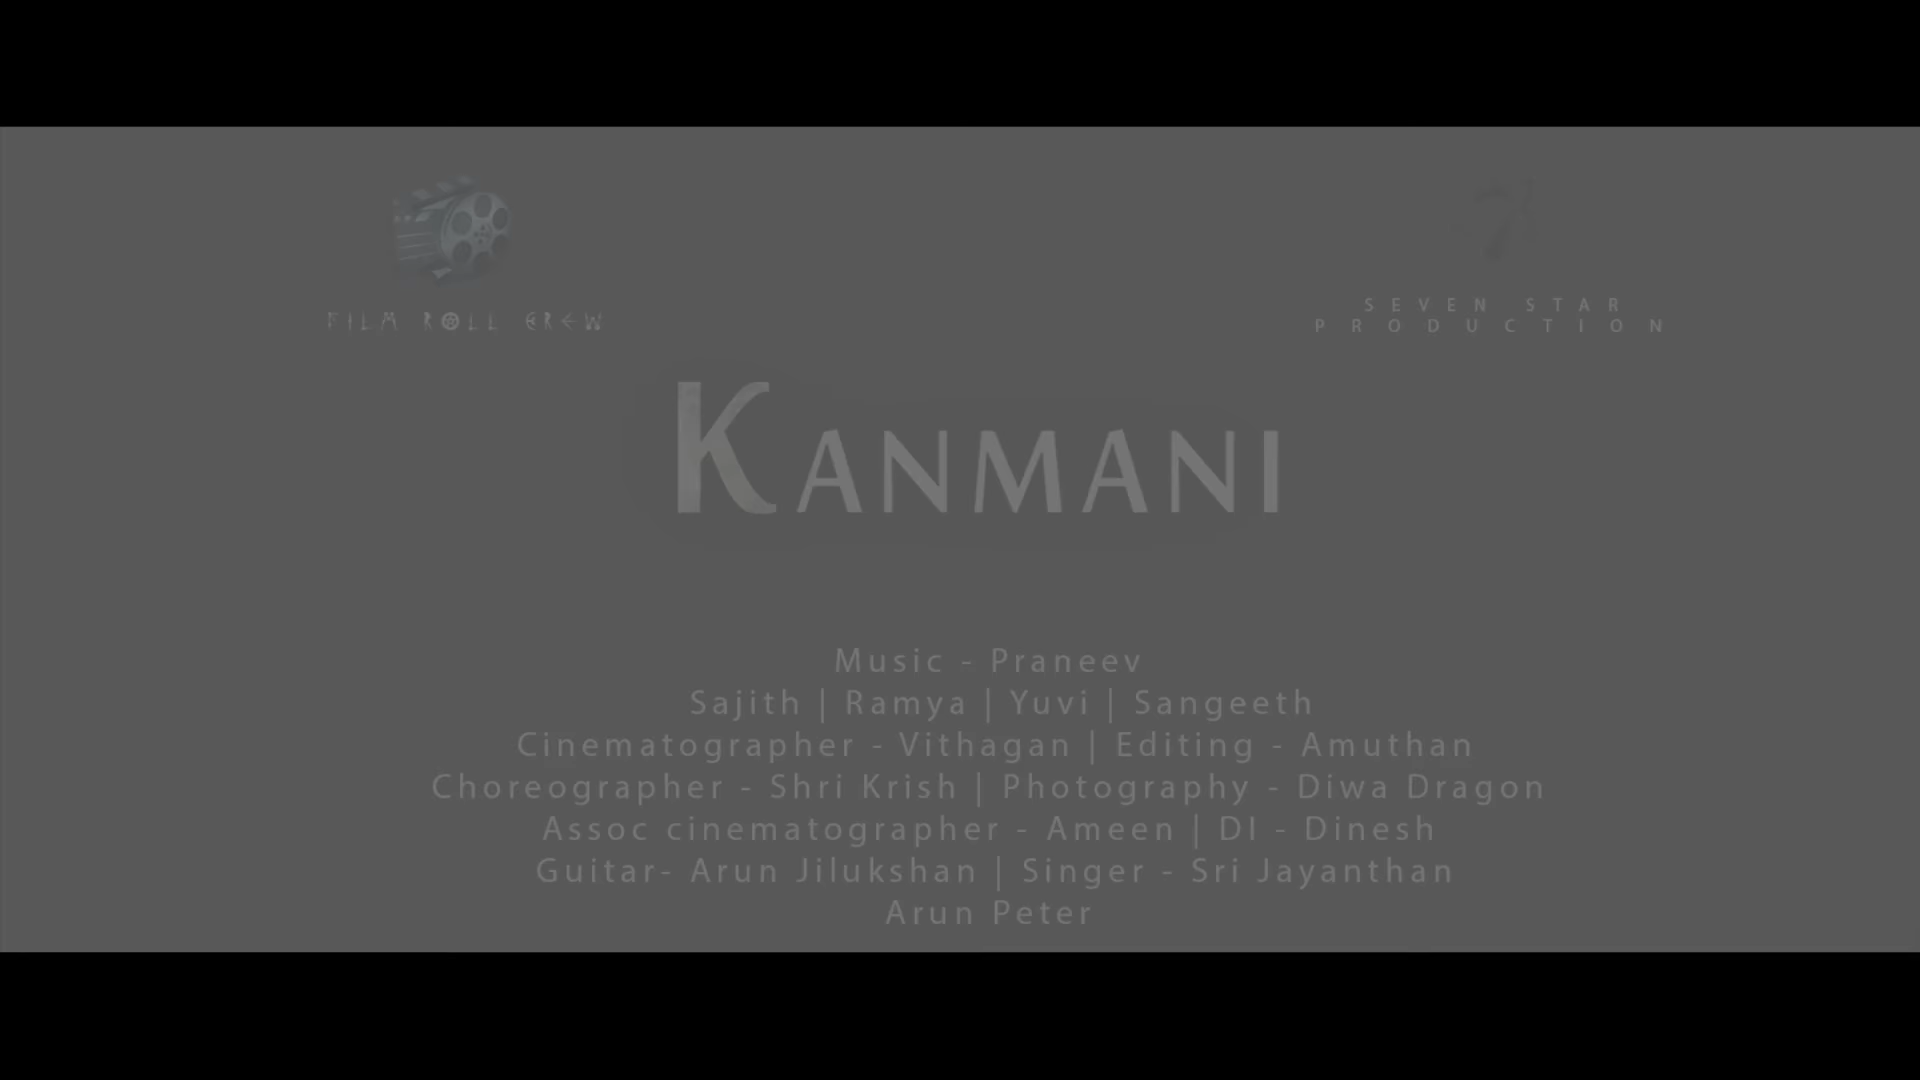 FILM ROLL CREW
SEVEN STAR
PRODUCTION
KANMANI
Music - Praneev
Sajith | Ramya | Yuvi | Sangeeth
Cinematographer - Vithagan | Editing - Amuthan
Choreographer - Shri Krish | Photography - Diwa Dragon
Assoc cinematographer - Ameen | DI - Dinesh
Guitar- Arun Jilukshan | Singer - Sri Jayanthan
Arun Peter